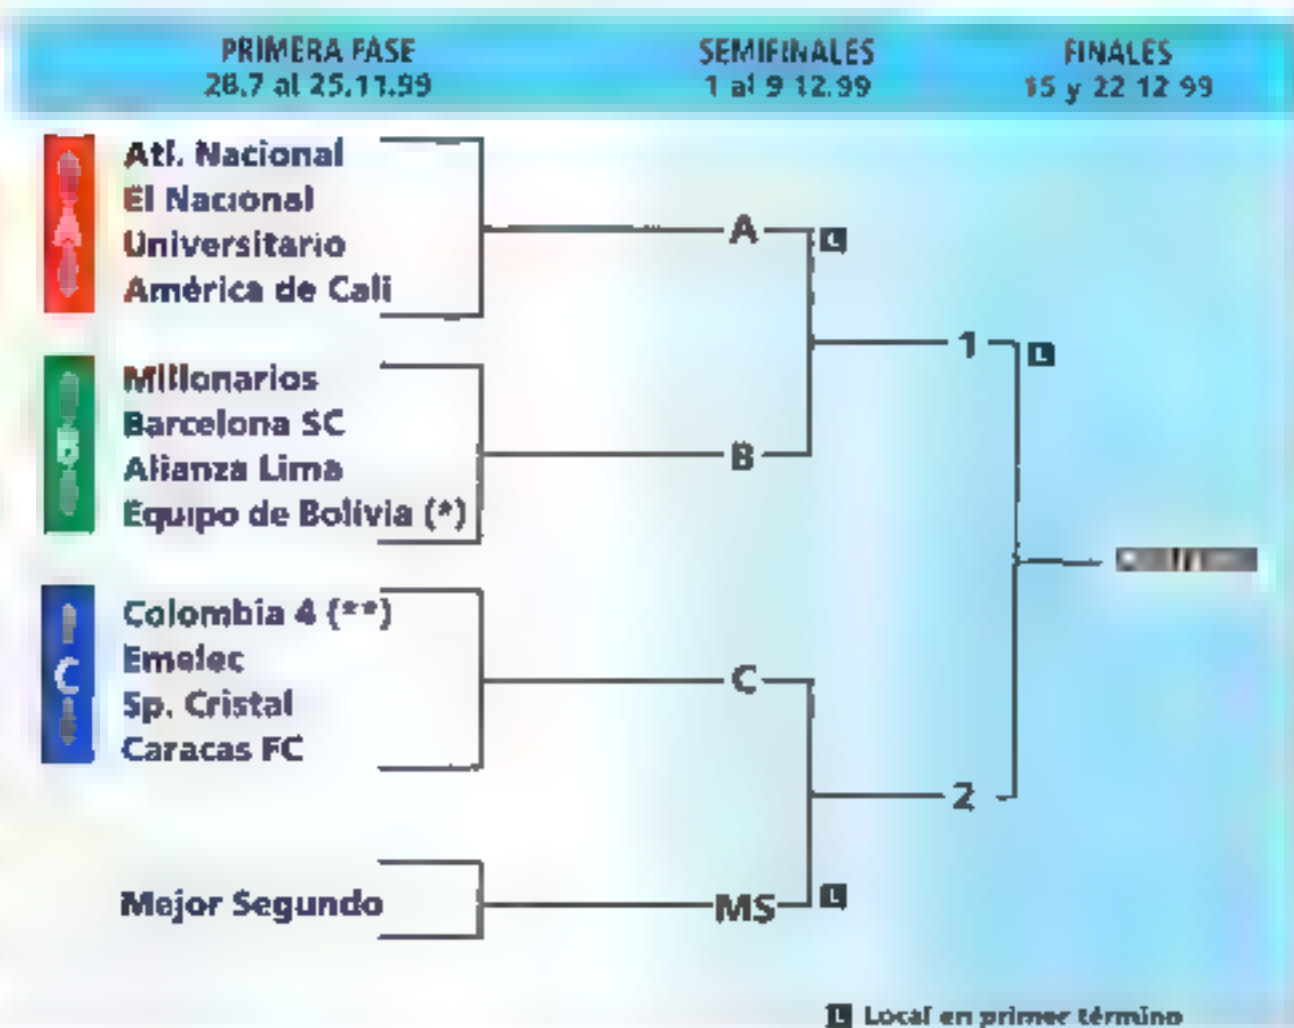 PRIMERA FASE
28.7 al 25.11.99
SEMIFINALES
1 al 9 12.99
FINALES
15 y 22 12 99
A
Atl. Nacional
El Nacional
Universitario
América de Cali
B
Millonarios
Barcelona SC
Alianza Lima
Equipo de Bolivia (*)
C
Colombia 4 (**)
Emelec
Sp. Cristal
Caracas FC
Mejor Segundo
A
L
B
C
MS
L
1
L
2
L Local en primer término